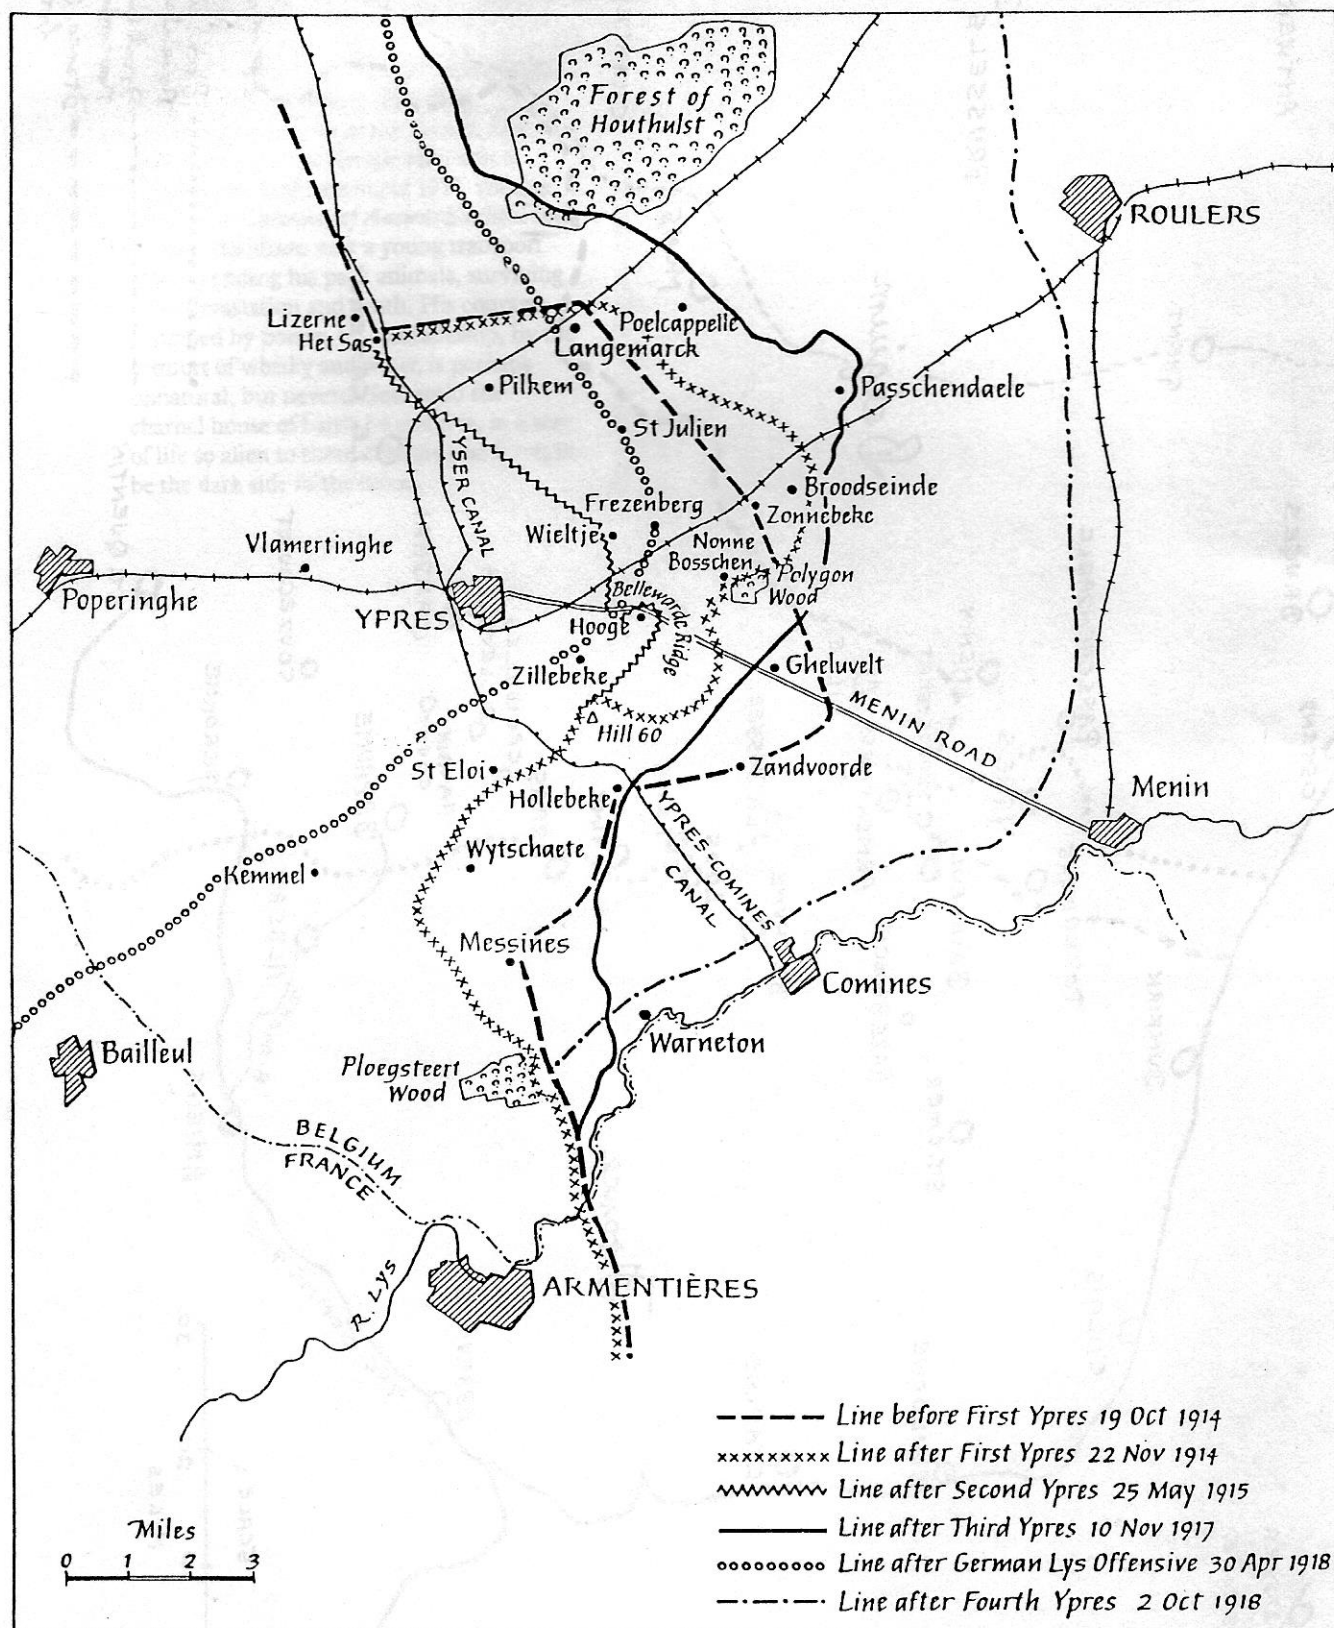 Forest of
Houthulst
ROULERS
Lizerne
Het Sas
Poelcappelle
Langemarck
Pilkem
Passchendaele
St Julien
YSER CANAL
Broodseinde
Frezenberg
Zonnebeke
Vlamertinghe
Wieltje
Nonne
Bosschen
Polygon
Wood
Poperinghe
YPRES
Bellewarde Ridge
Hooge
Zillebeke
Gheluvelt
MENIN ROAD
Hill 60
St Eloi
Zandvoorde
Hollebeke
Menin
YPRES-COMINES
CANAL
Wytschaete
Kemmel
Messines
Comines
Warneton
Bailleul
Ploegsteert
Wood
BELGIUM
FRANCE
R. Lys
ARMENTIÈRES
Line before First Ypres 19 Oct 1914
Line after First Ypres 22 Nov 1914
Line after Second Ypres 25 May 1915
Line after Third Ypres 10 Nov 1917
Line after German Lys Offensive 30 Apr 1918
Line after Fourth Ypres 2 Oct 1918
Miles
0 1 2 3